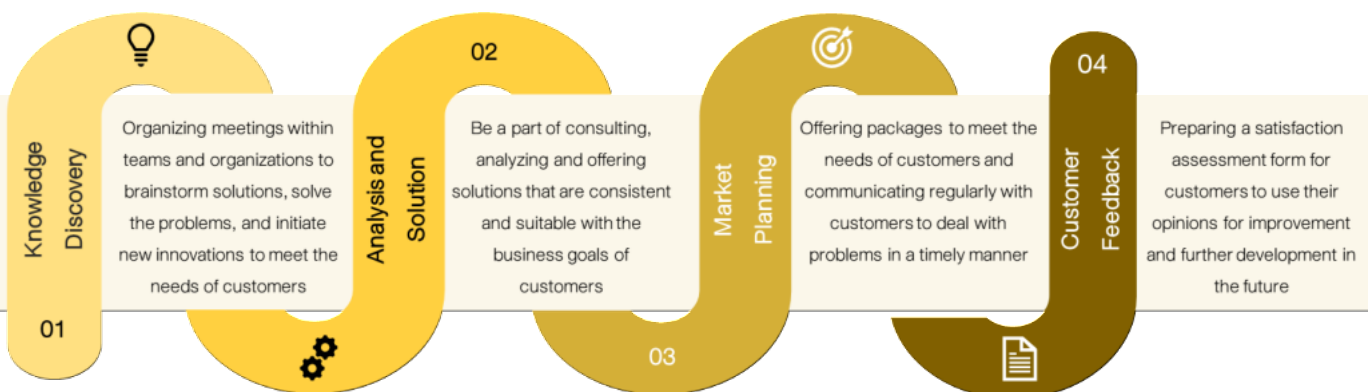 01
Knowledge
Discovery
Organizing meetings within
teams and organizations to
brainstorm solutions, solve
the problems, and initiate
new innovations to meet the
needs of customers
02
Analysis and
Solution
Be a part of consulting,
analyzing and offering
solutions that are consistent
and suitable with the
business goals of
customers
03
Market
Planning
Offering packages to meet the
needs of customers and
communicating regularly with
customers to deal with
problems in a timely manner
04
Customer
Feedback
Preparing a satisfaction
assessment form for
customers to use their
opinions for improvement
and further development in
the future